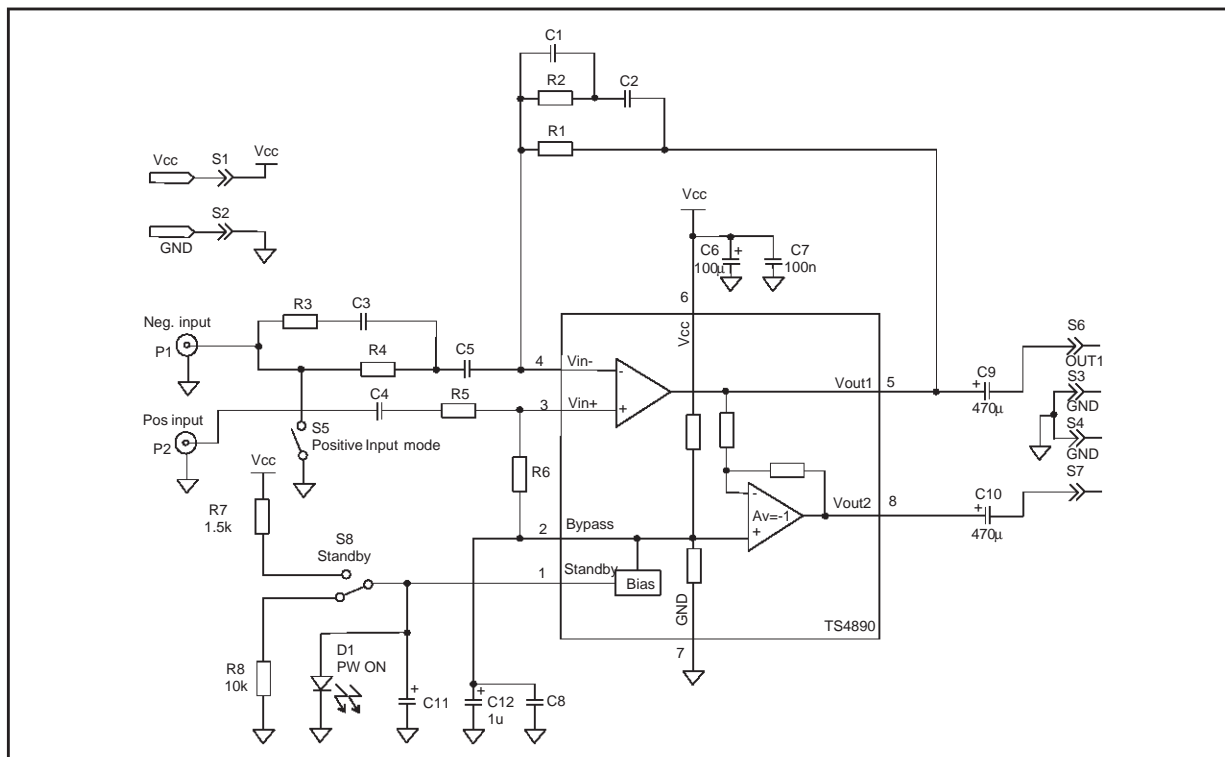 C1
R2
C2
R1
Vcc
S1
Vcc
S2
GND
Vcc
C6
+
100µ
C7
100n
6
Neg. input
P1
R3
C3
R4
C5
4
Vin-
-
Vcc
Vout1
5
S6
OUT1
C9
+
470µ
S3
GND
S4
GND
S7
Pos input
P2
C4
R5
3
Vin+
+
S5
Positive Input mode
R6
Vcc
R7
1.5k
2
Bypass
-
Av=-1
+
Vout2
8
C10
+
470µ
S8
Standby
1
Standby
Bias
GND
TS4890
7
R8
10k
D1
PW ON
+
C11
+
C12
1u
C8